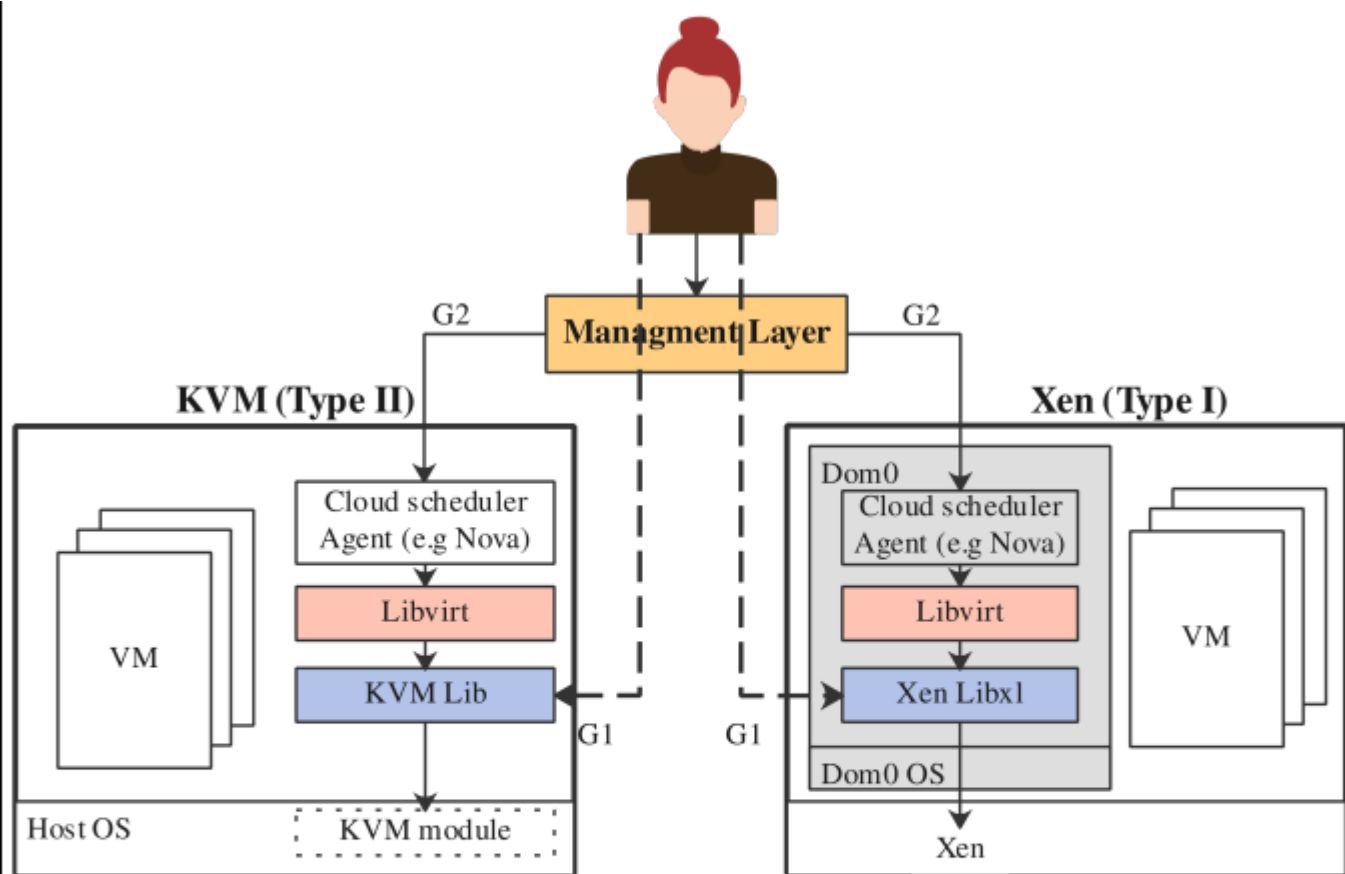 G2
G2
Managment Layer
KVM (Type II)
Xen (Type I)
Cloud scheduler
Agent (e.g Nova)
Libvirt
KVM Lib
VM
G1
Host OS
KVM module
Dom0
Cloud scheduler
Agent (e.g Nova)
Libvirt
Xen Libxl
VM
G1
Dom0 OS
Xen